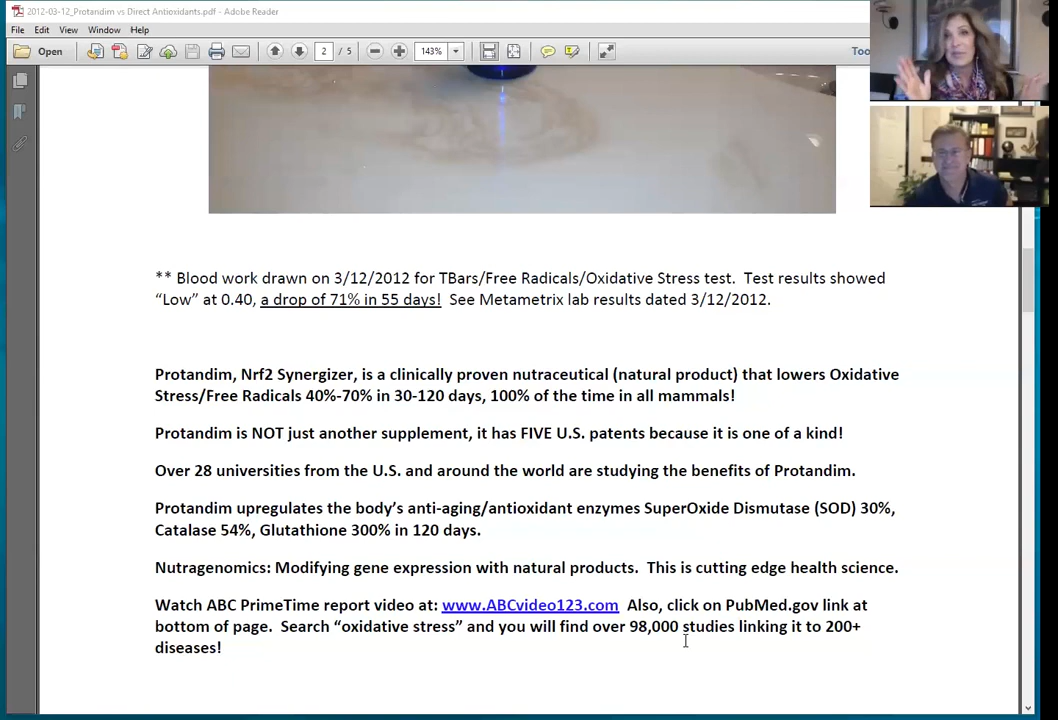 2012-03-12_Protandim vs Direct Antioxidants.pdf - Adobe Reader
File Edit View Window Help
Open 2 / 5 143% Too
** Blood work drawn on 3/12/2012 for TBars/Free Radicals/Oxidative Stress test. Test results showed
“Low” at 0.40, a drop of 71% in 55 days! See Metametrix lab results dated 3/12/2012.
Protandim, Nrf2 Synergizer, is a clinically proven nutraceutical (natural product) that lowers Oxidative
Stress/Free Radicals 40%-70% in 30-120 days, 100% of the time in all mammals!
Protandim is NOT just another supplement, it has FIVE U.S. patents because it is one of a kind!
Over 28 universities from the U.S. and around the world are studying the benefits of Protandim.
Protandim upregulates the body’s anti-aging/antioxidant enzymes SuperOxide Dismutase (SOD) 30%,
Catalase 54%, Glutathione 300% in 120 days.
Nutragenomics: Modifying gene expression with natural products. This is cutting edge health science.
Watch ABC PrimeTime report video at: www.ABCvideo123.com Also, click on PubMed.gov link at
bottom of page. Search “oxidative stress” and you will find over 98,000 studies linking it to 200+
diseases!